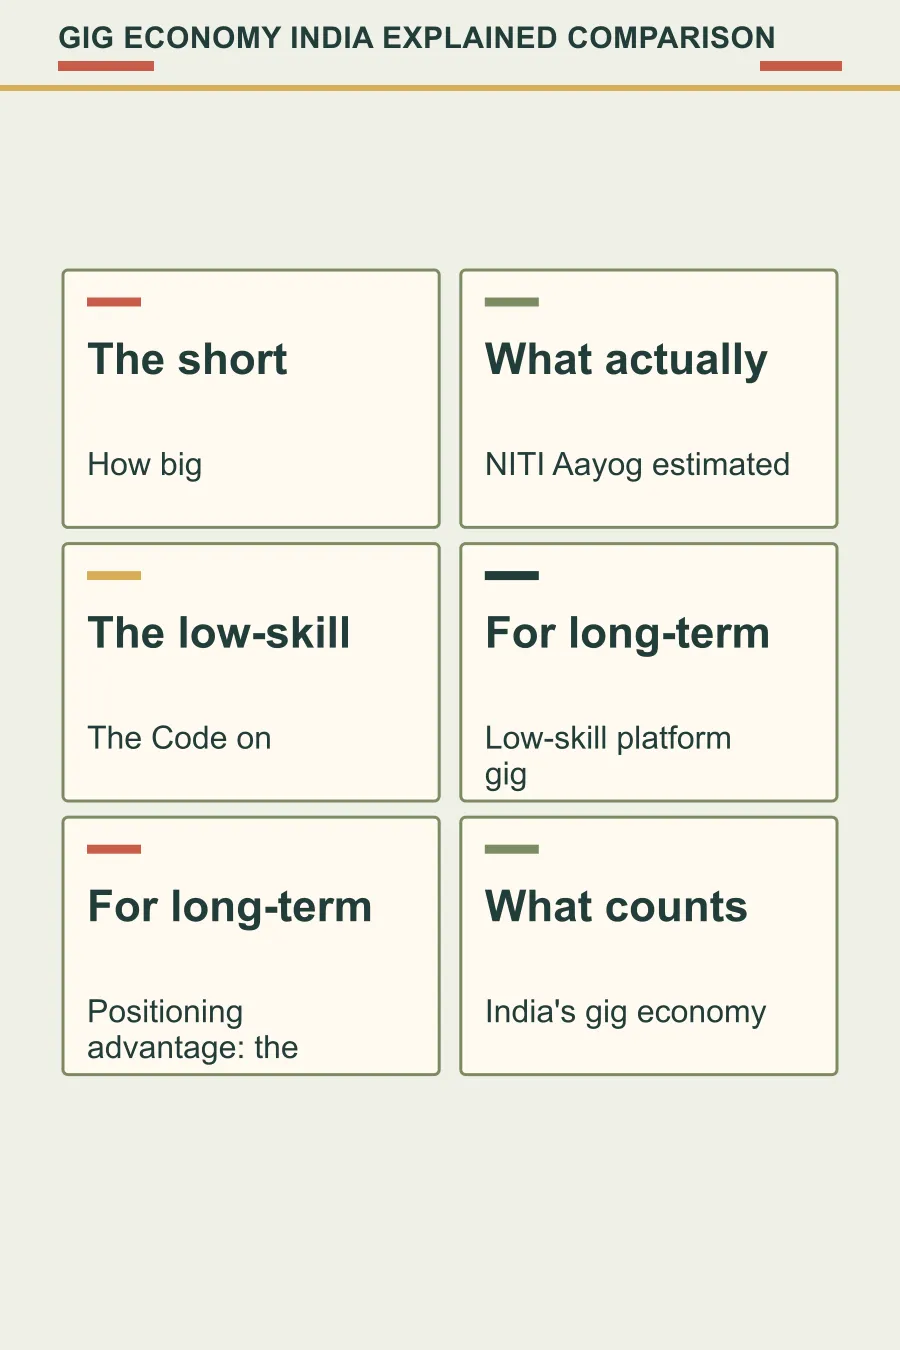 GIG ECONOMY INDIA EXPLAINED COMPARISON
The short
How big
What actually
NITI Aayog estimated
The low-skill
The Code on
For long-term
Low-skill platform
gig
For long-term
Positioning
advantage: the
What counts
India's gig economy